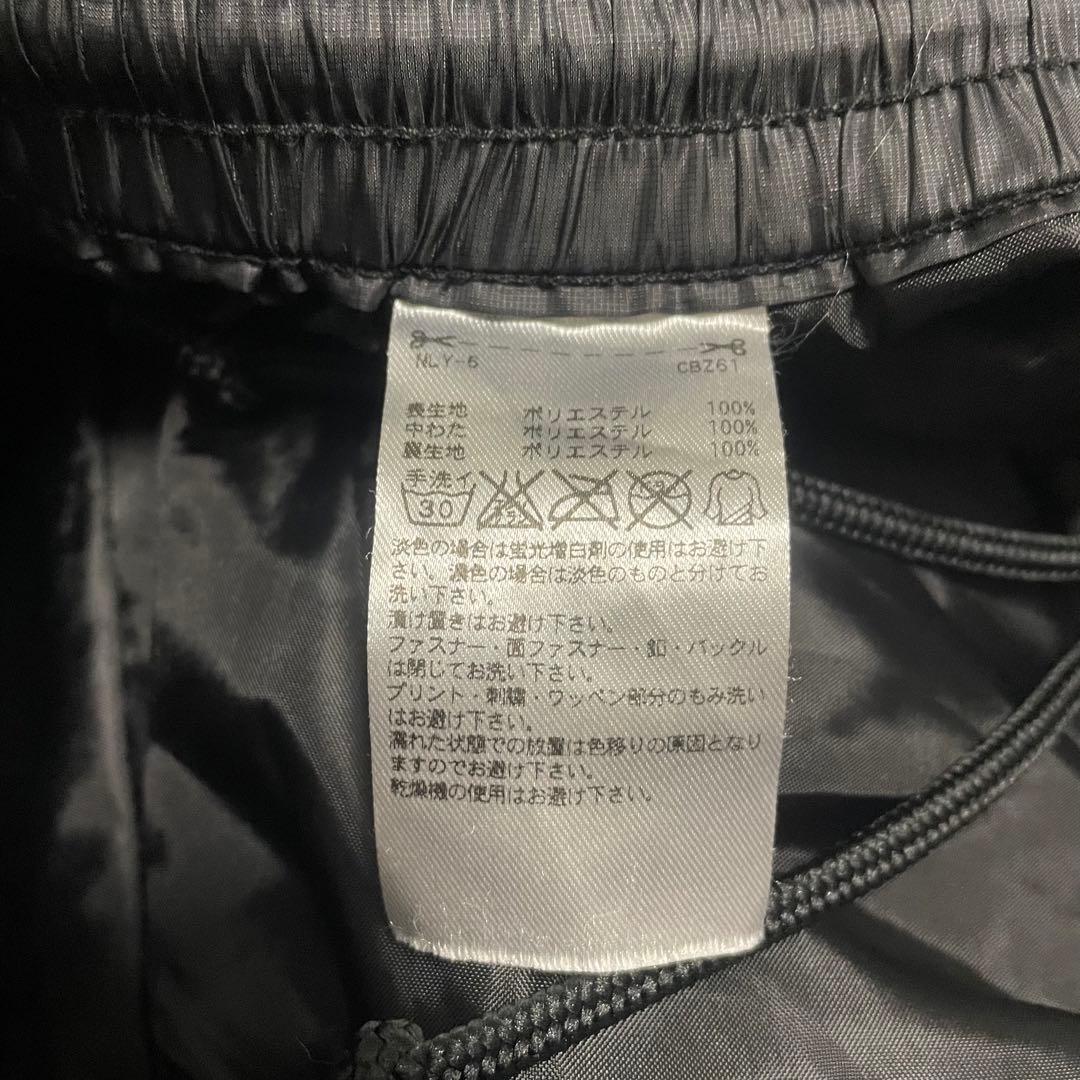 NLY-6 CBZ61
表生地 ポリエステル 100%
中わた ポリエステル 100%
裏生地 ポリエステル 100%
手洗イ
30
エンソ サラシ
淡色の場合は蛍光増白剤の使用はお避け下
さい。濃色の場合は淡色のものと分けてお
洗い下さい。
漬け置きはお避け下さい。
ファスナー・面ファスナー・釦・バックル
は閉じてお洗い下さい。
プリント・刺繍・ワッペン部分のもみ洗い
はお避け下さい。
濡れた状態での放置は色移りの原因となり
ますのでお避け下さい。
乾燥機の使用はお避け下さい。